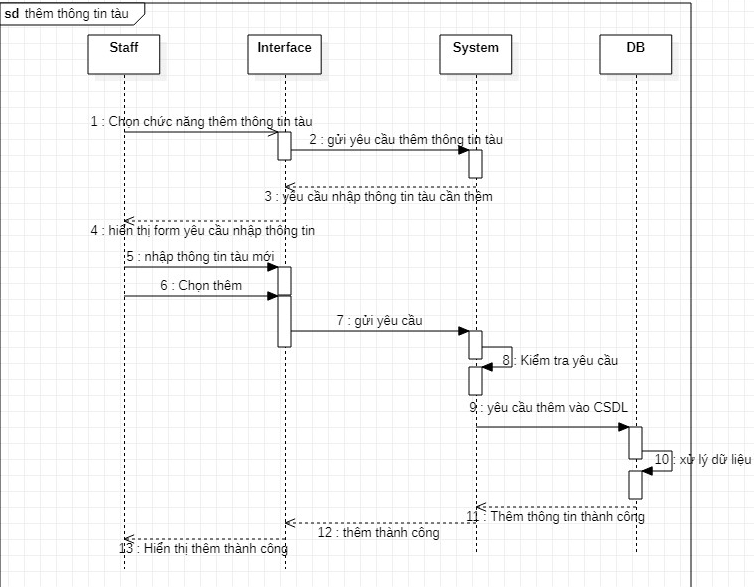 sd thêm thông tin tàu
Staff
Interface
System
DB
1 : Chọn chức năng thêm thông tin tàu
2 : gửi yêu cầu thêm thông tin tàu
3 : yêu cầu nhập thông tin tàu cần thêm
4 : hiển thị form yêu cầu nhập thông tin
5 : nhập thông tin tàu mới
6 : Chọn thêm
7 : gửi yêu cầu
8 : Kiểm tra yêu cầu
9 : yêu cầu thêm vào CSDL
10 : xử lý dữ liệu
11 : Thêm thông tin thành công
12 : thêm thành công
13 : Hiển thị thêm thành công